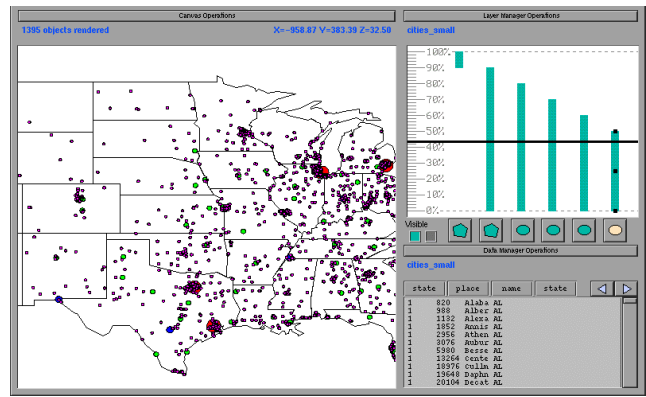 Canvas Operations
1395 objects rendered
X=-958.87 Y=383.39 Z=32.50
Layer Manager Operations
cities_small
100%
90%
80%
70%
60%
50%
40%
30%
20%
10%
0%
Visible
Data Manager Operations
cities_small
state place name state
1 820 Alaba AL
1 988 Alber AL
1 1132 Alexa AL
1 1852 Annis AL
1 2956 Athen AL
1 3076 Aubur AL
1 5980 Besse AL
1 13264 Cente AL
1 18976 Cullm AL
1 19648 Daphn AL
1 20104 Decat AL